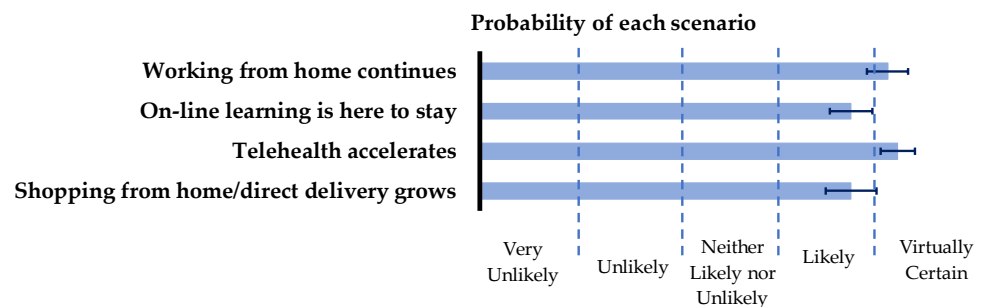 Probability of each scenario
Working from home continues
On-line learning is here to stay
Telehealth accelerates
Shopping from home/direct delivery grows
Very
Unlikely
Unlikely
Neither
Likely nor
Unlikely
Likely
Virtually
Certain